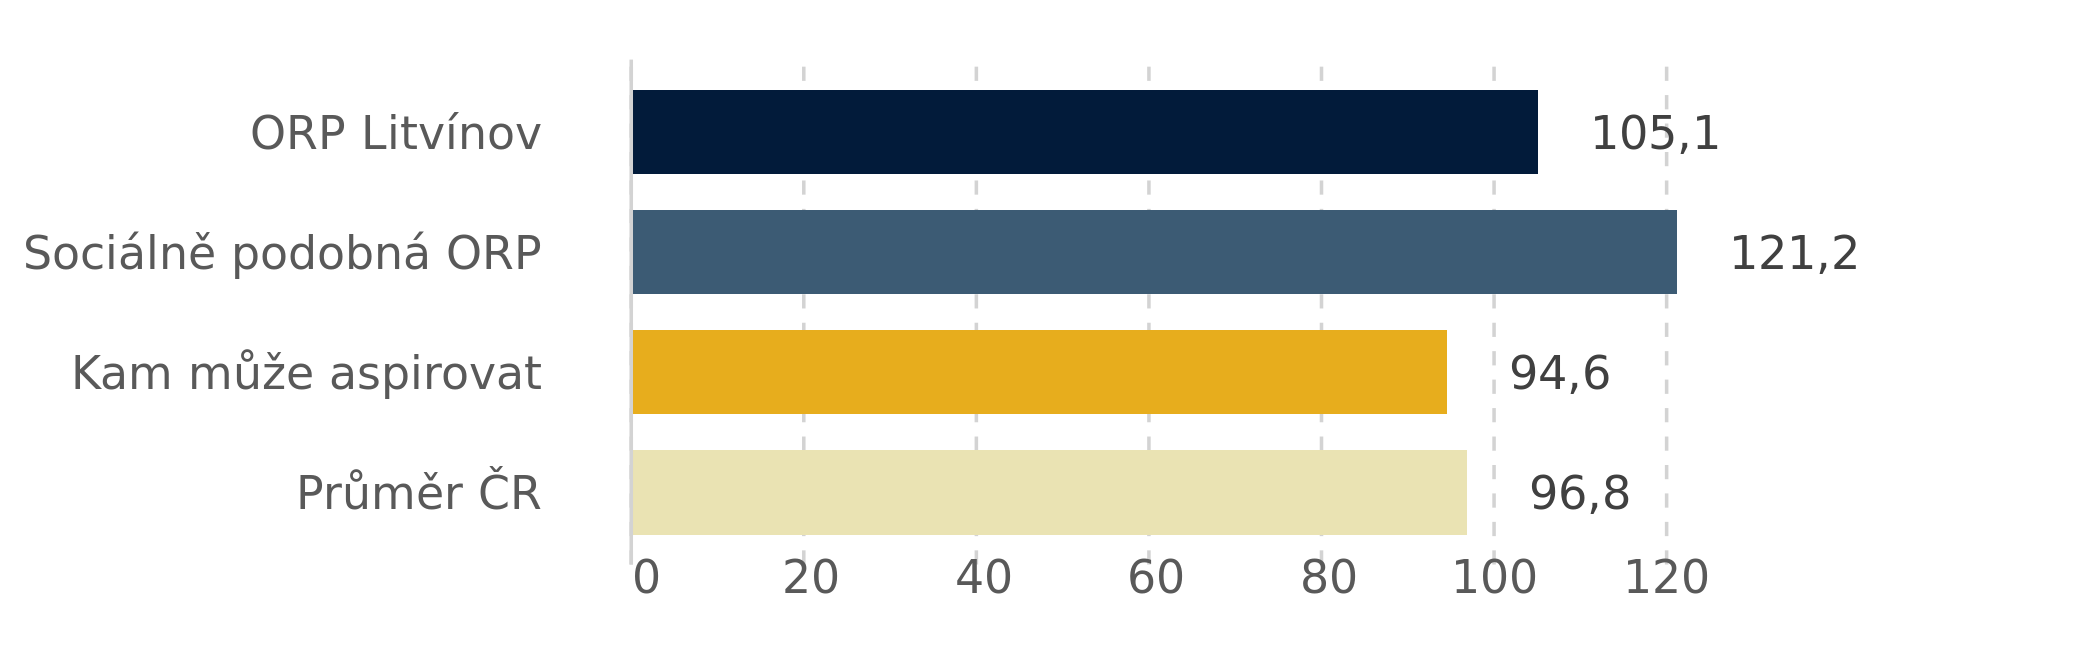 ORP Litvínov 105,1
Sociálně podobná ORP 121,2
Kam může aspirovat 94,6
Průměr ČR 96,8
0 20 40 60 80 100 120